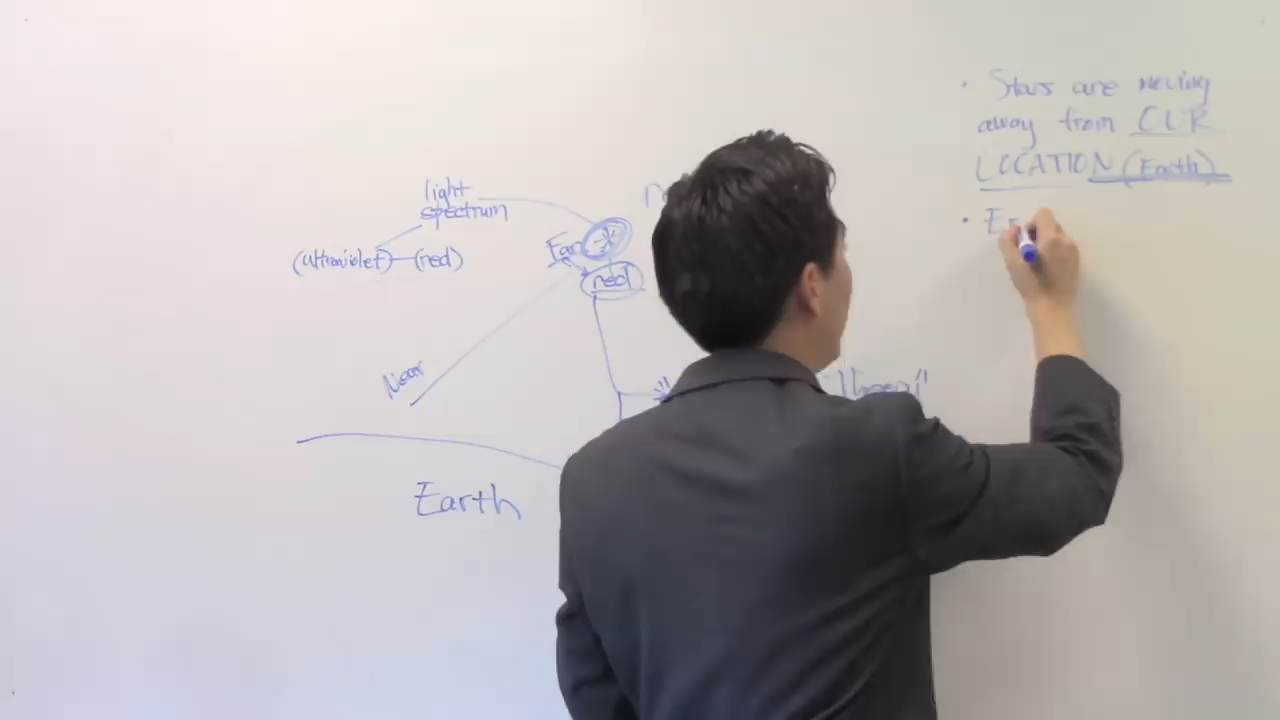 • Stars are moving
away from OUR
LOCATION (Earth)
•
light
spectrum
(ultraviolet) — (red)
Far
red
Near
Earth